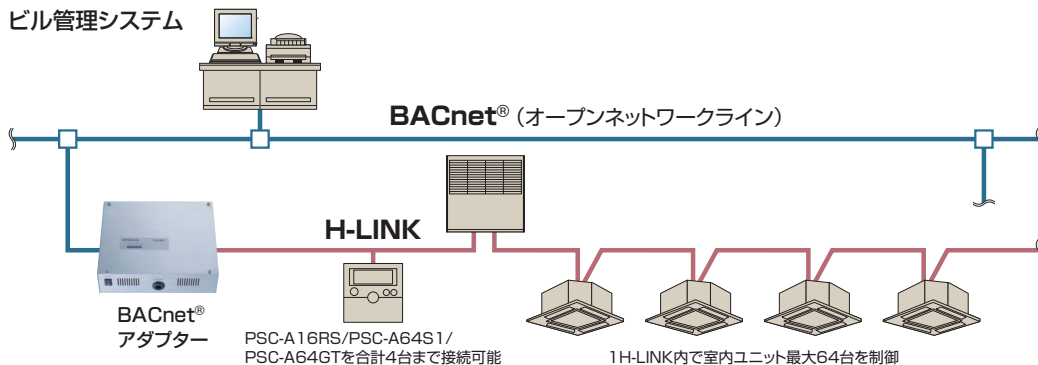 ビル管理システム
BACnet®（オープンネットワークライン）
H-LINK
BACnet®
アダプター
PSC-A16RS/PSC-A64S1/
PSC-A64GTを合計4台まで接続可能
1H-LINK内で室内ユニット最大64台を制御